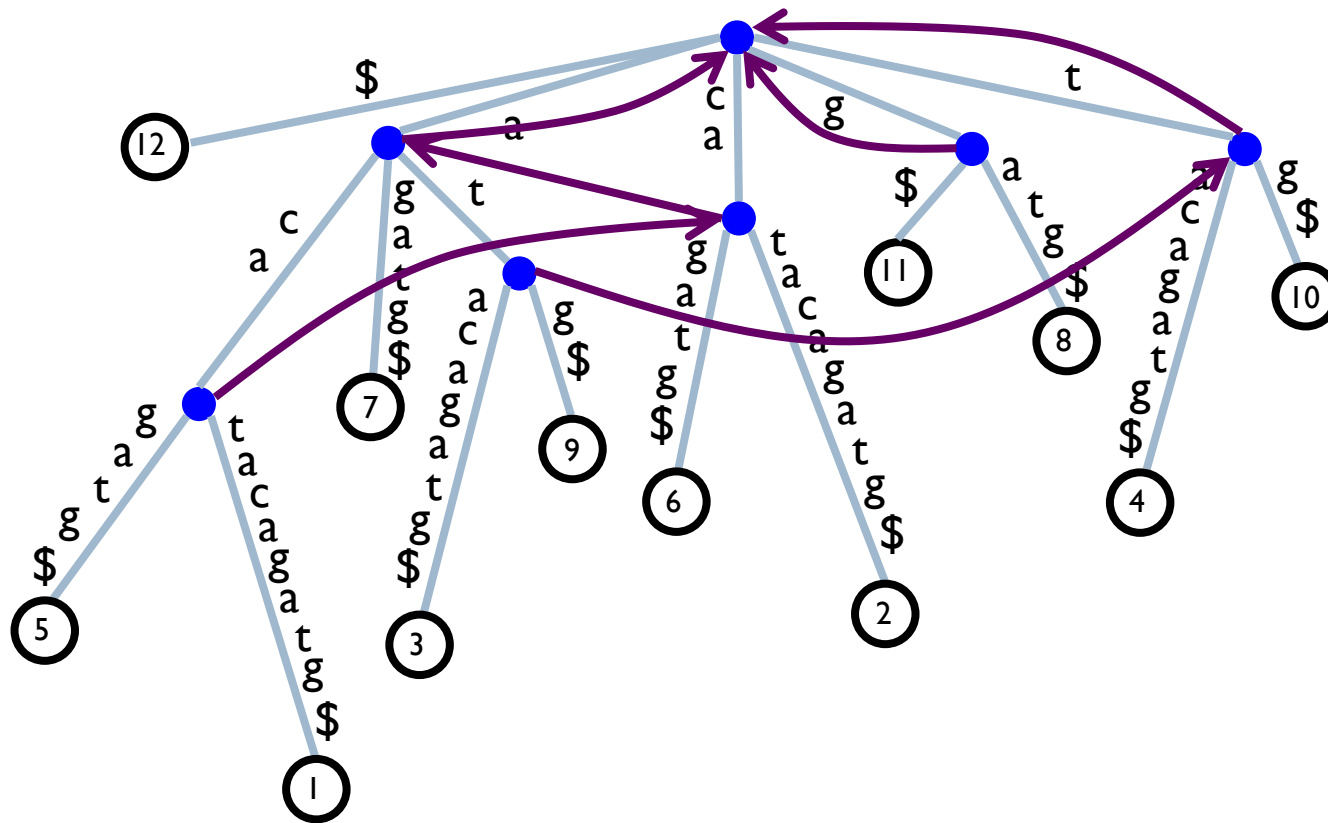 $
12
a
c a
g
t
c a
g a t g $
7
t
g a t g $
5
t a c a g a t g $
1
a c a g a t g $
3
g $
9
g a t g $
6
t a c a g a t g $
2
$
11
a t g $
8
a c a g a t g $
4
g $
10